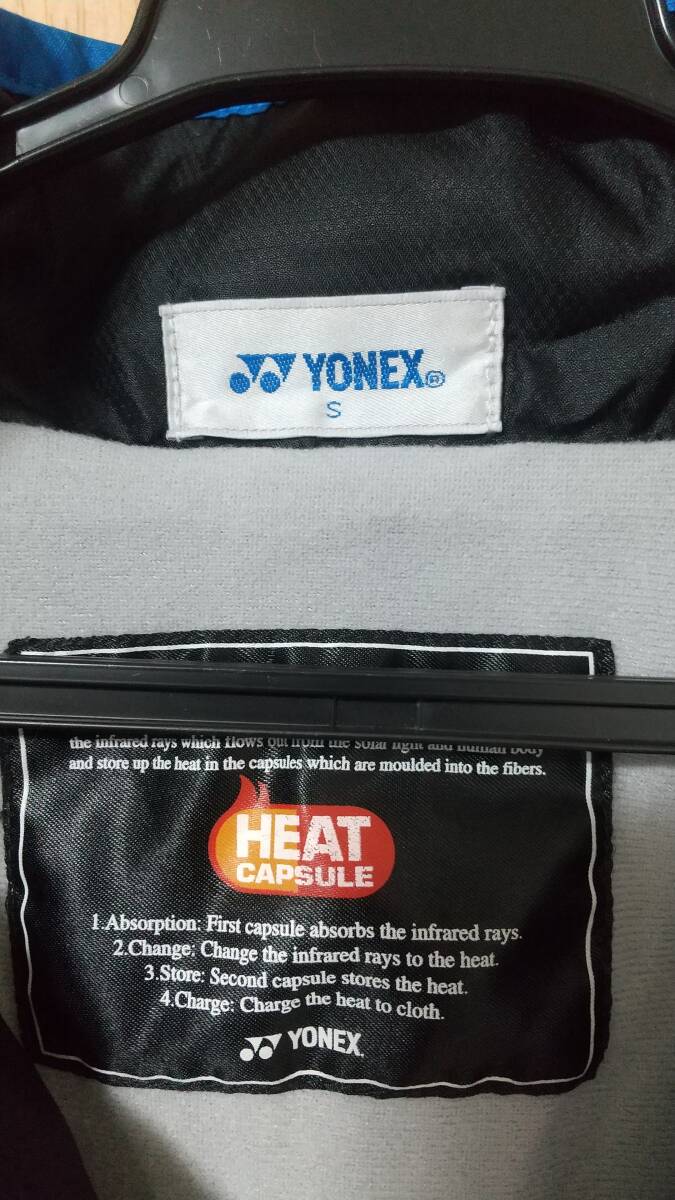 YONEX®
S
the infrared rays which flows out from the solar light and human body
and store up the heat in the capsules which are moulded into the fibers.
HEAT
CAPSULE
1.Absorption: First capsule absorbs the infrared rays.
2.Change: Change the infrared rays to the heat.
3.Store: Second capsule stores the heat.
4.Charge: Charge the heat to cloth.
YONEX.